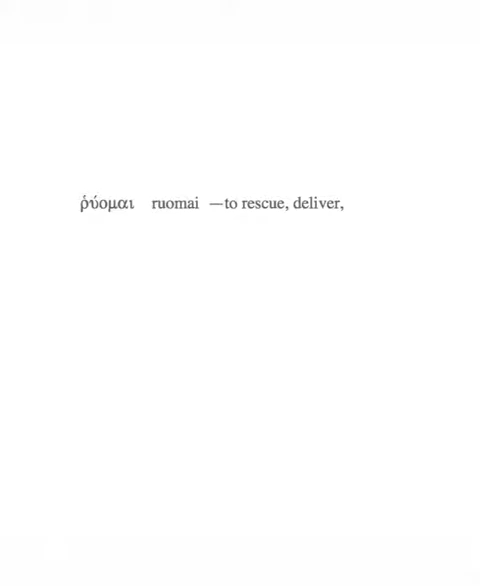 ῥύομαι ruomai —to rescue, deliver,